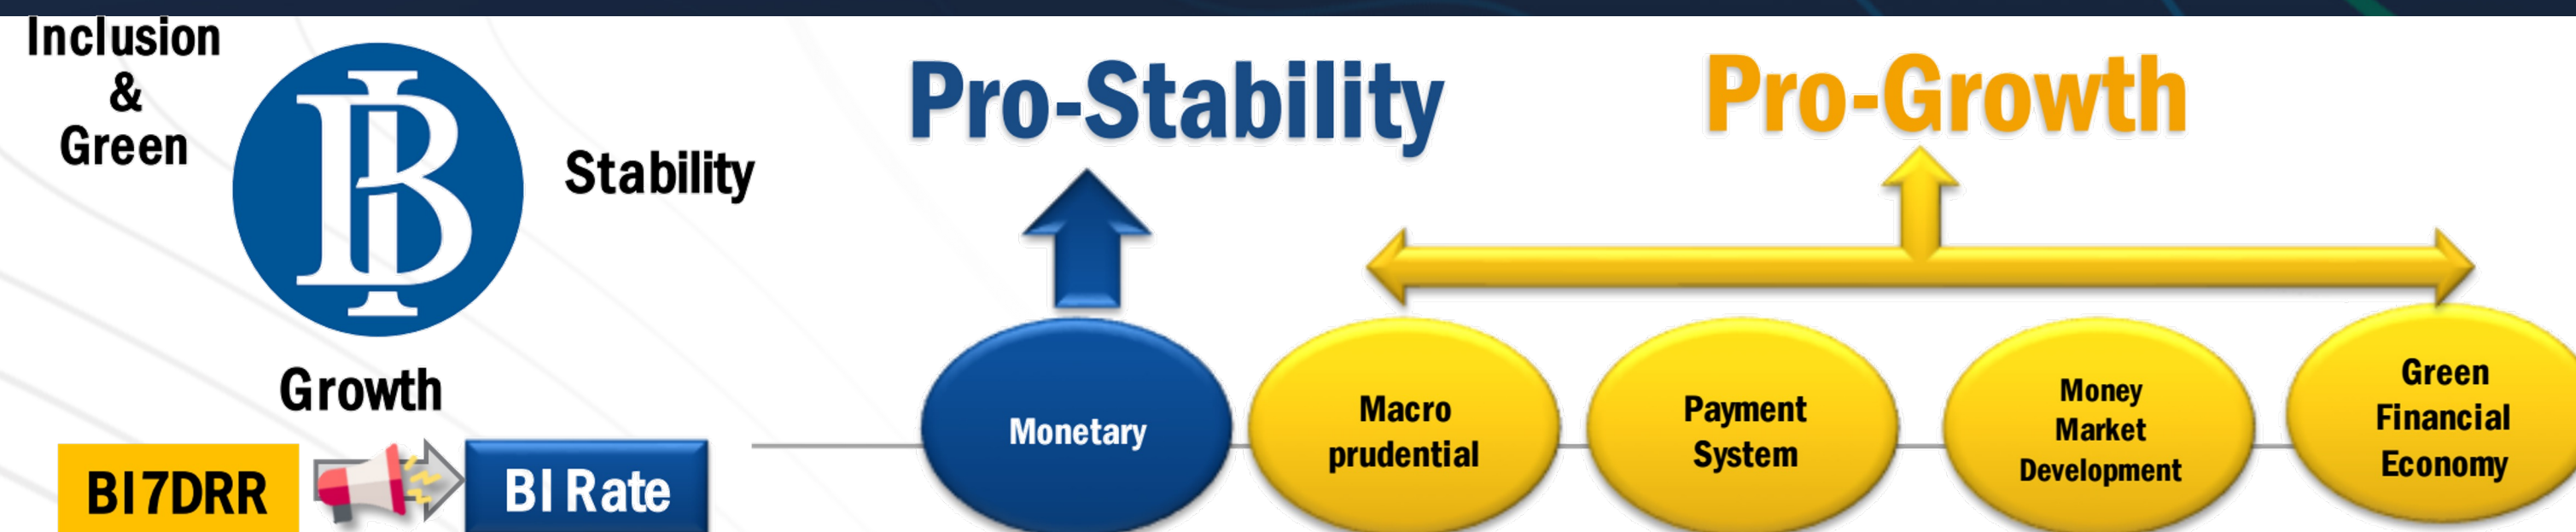 Inclusion
&
Green
BI
Stability
Growth
BI7DRR
BI Rate
Pro-Stability
Pro-Growth
Monetary
Macro
prudential
Payment
System
Money
Market
Development
Green
Financial
Economy